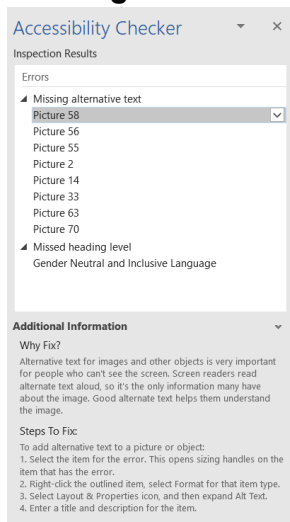 Accessibility Checker
Inspection Results
Errors
Missing alternative text
Picture 58
Picture 56
Picture 55
Picture 2
Picture 14
Picture 33
Picture 63
Picture 70
Missed heading level
Gender Neutral and Inclusive Language
Additional Information
Why Fix?
Alternative text for images and other objects is very important
for people who can't see the screen. Screen readers read
alternate text aloud, so it's the only information many have
about the image. Good alternate text helps them understand
the image.
Steps To Fix:
To add alternative text to a picture or object:
1. Select the item for the error. This opens sizing handles on the
item that has the error.
2. Right-click the outlined item, select Format for that item type.
3. Select Layout & Properties icon, and then expand Alt Text.
4. Enter a title and description for the item.